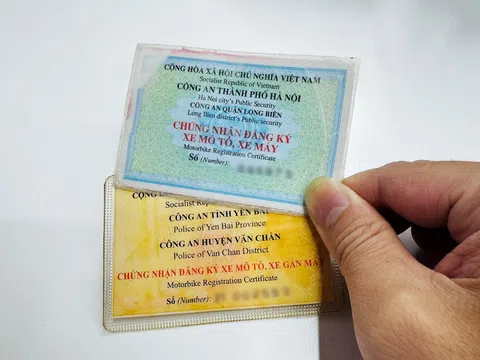 CỘNG HÒA XÃ HỘI CHỦ NGHĨA VIỆT NAM
Socialist Republic of Vietnam
CÔNG AN THÀNH PHỐ HÀ NỘI
Ha Noi city's Public Security
CÔNG AN QUẬN LONG BIÊN
Long Bien district's Public security
CHỨNG NHẬN ĐĂNG KÝ
XE MÔ TÔ, XE MÁY
Motorbike Registration Certificate
Số (Number):
CỘNG
Socialist Rep
CÔNG AN TỈNH YÊN BÁI
Police of Yen Bai Province
CÔNG AN HUYỆN VĂN CHẤN
Police of Van Chan District
CHỨNG NHẬN ĐĂNG KÝ XE MÔ TÔ, XE GẮN MÁY
Motorbike Registration Certificate
Số (Number):